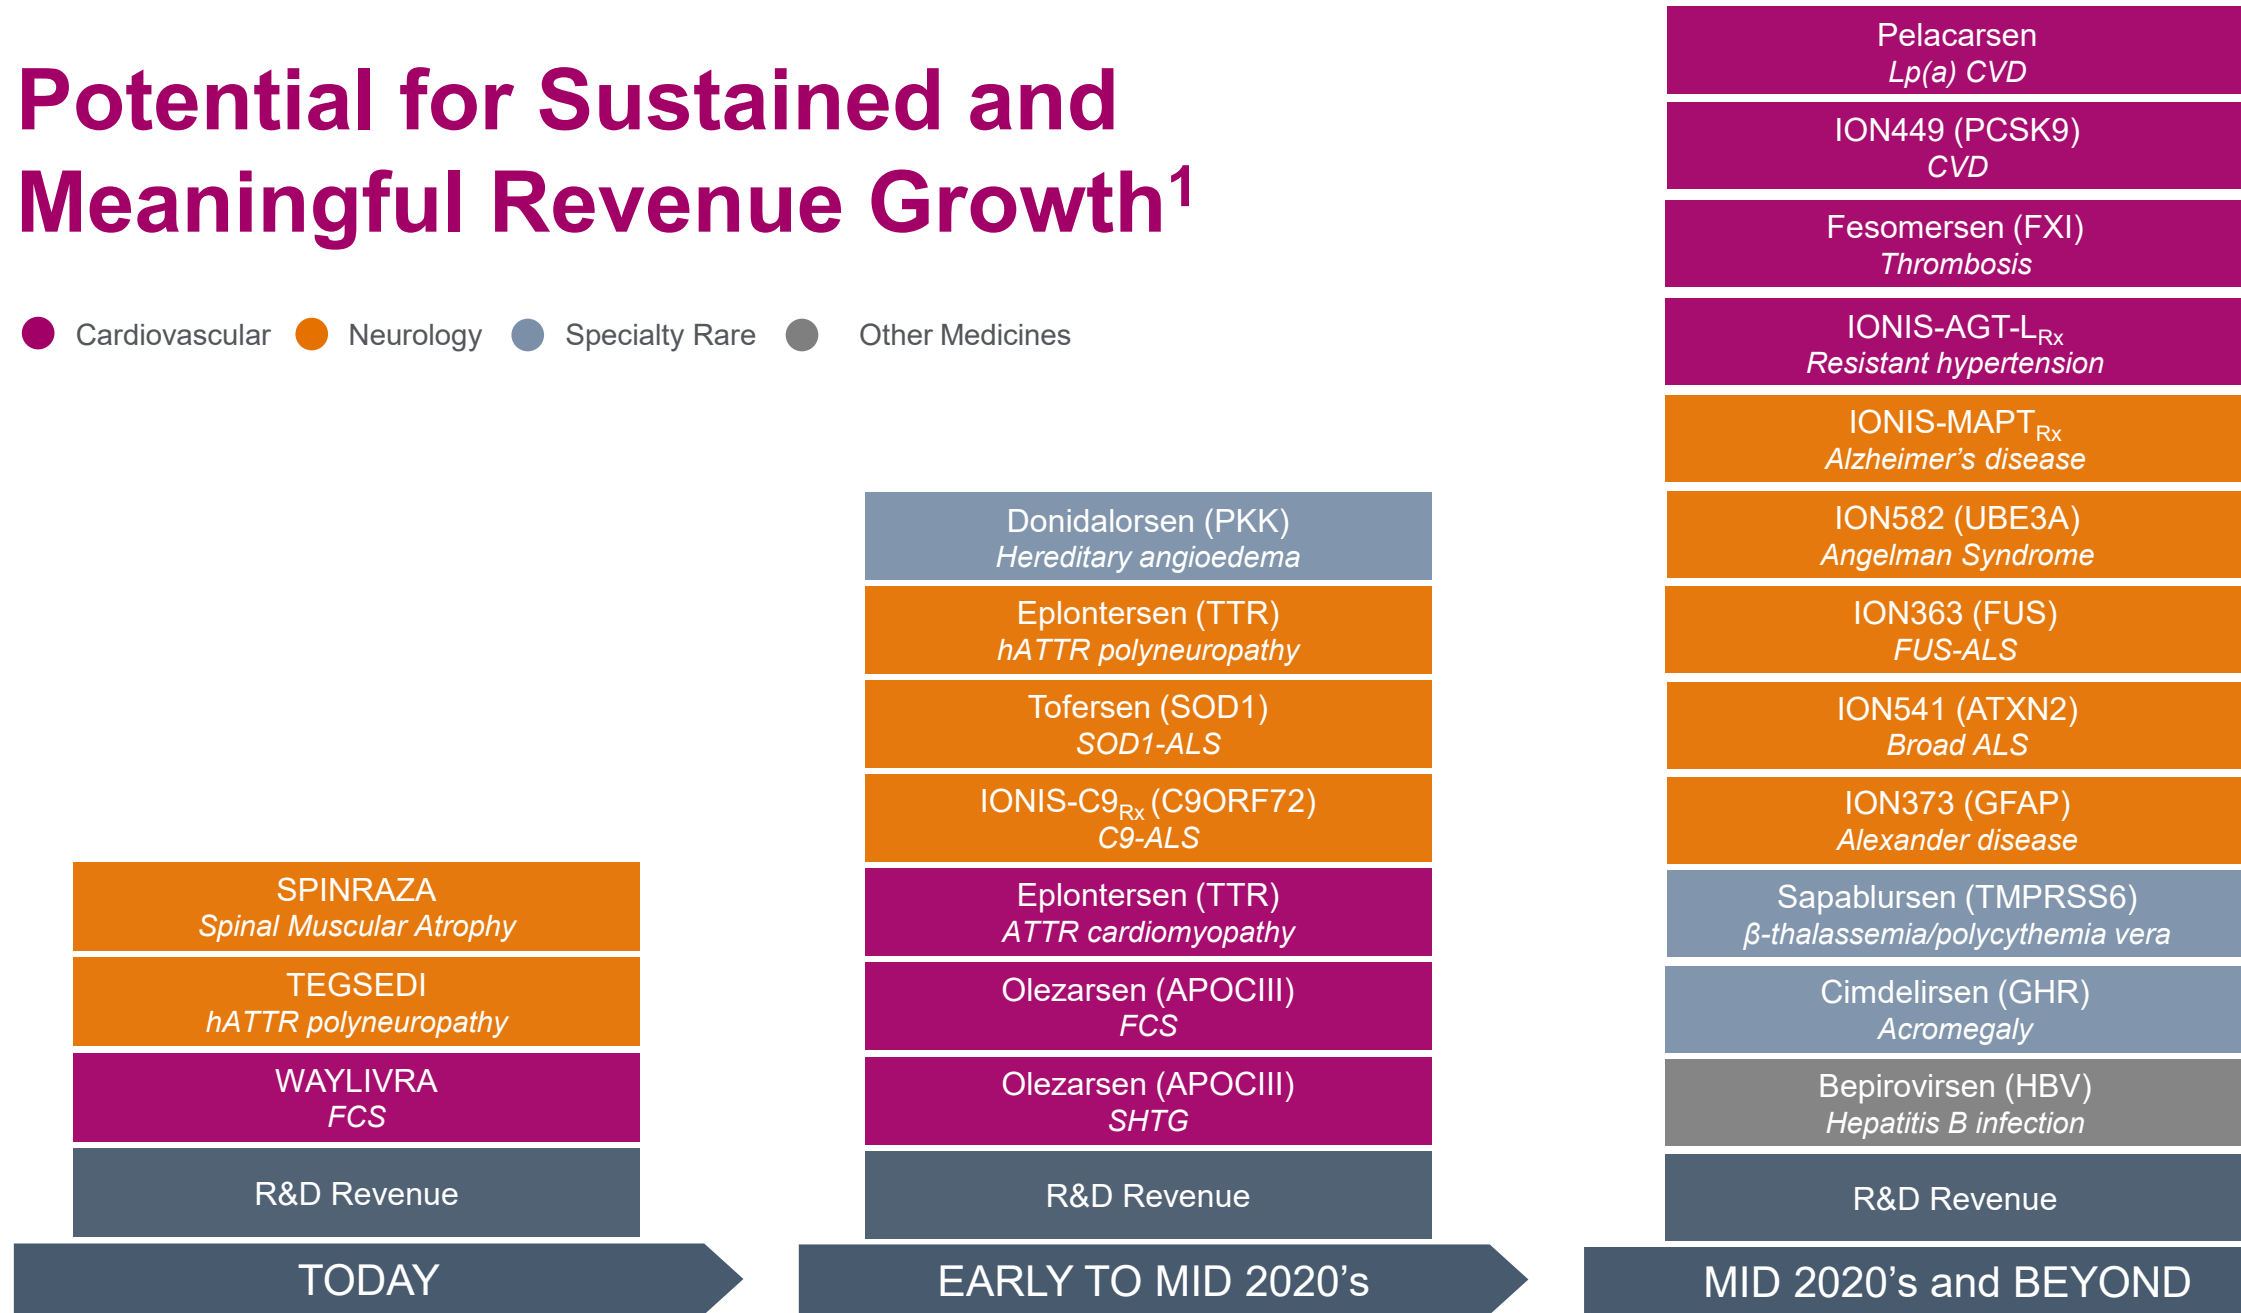 Potential for Sustained and
Meaningful Revenue Growth¹
Cardiovascular
Neurology
Specialty Rare
Other Medicines
SPINRAZA
Spinal Muscular Atrophy
TEGSEDI
hATTR polyneuropathy
WAYLIVRA
FCS
R&D Revenue
TODAY
Donidalorsen (PKK)
Hereditary angioedema
Eplontersen (TTR)
hATTR polyneuropathy
Tofersen (SOD1)
SOD1-ALS
IONIS-C9Rx (C9ORF72)
C9-ALS
Eplontersen (TTR)
ATTR cardiomyopathy
Olezarsen (APOCIII)
FCS
Olezarsen (APOCIII)
SHTG
R&D Revenue
EARLY TO MID 2020's
Pelacarsen
Lp(a) CVD
ION449 (PCSK9)
CVD
Fesomersen (FXI)
Thrombosis
IONIS-AGT-LRx
Resistant hypertension
IONIS-MAPTRx
Alzheimer's disease
ION582 (UBE3A)
Angelman Syndrome
ION363 (FUS)
FUS-ALS
ION541 (ATXN2)
Broad ALS
ION373 (GFAP)
Alexander disease
Sapablursen (TMPRSS6)
β-thalassemia/polycythemia vera
Cimdelirsen (GHR)
Acromegaly
Bepirovirsen (HBV)
Hepatitis B infection
R&D Revenue
MID 2020's and BEYOND